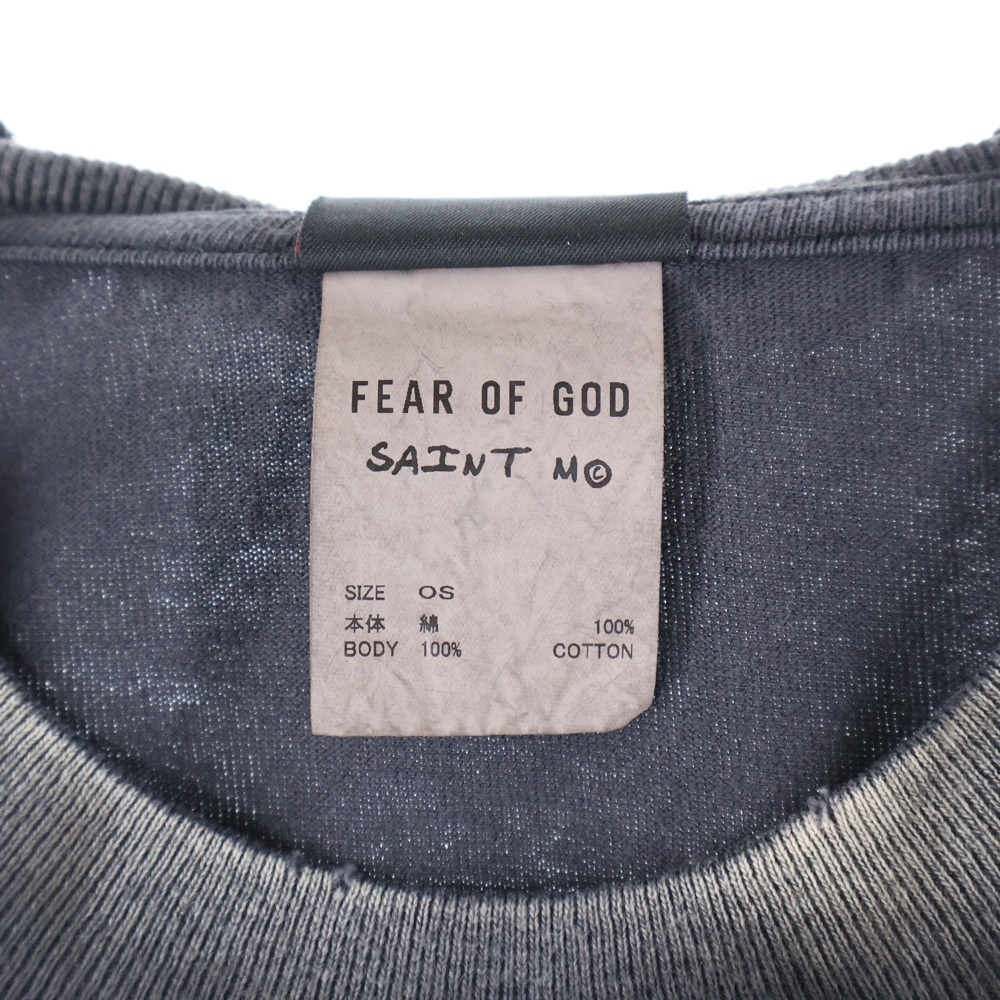 FEAR OF GOD
SAINT M©
SIZE OS
本体 綿 100%
BODY 100% COTTON